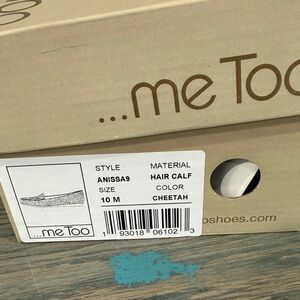 ...me Too
STYLE MATERIAL
ANISSA9 HAIR CALF
SIZE COLOR
10 M CHEETAH
...me Too
1 93018 06102 3
oshoes.com